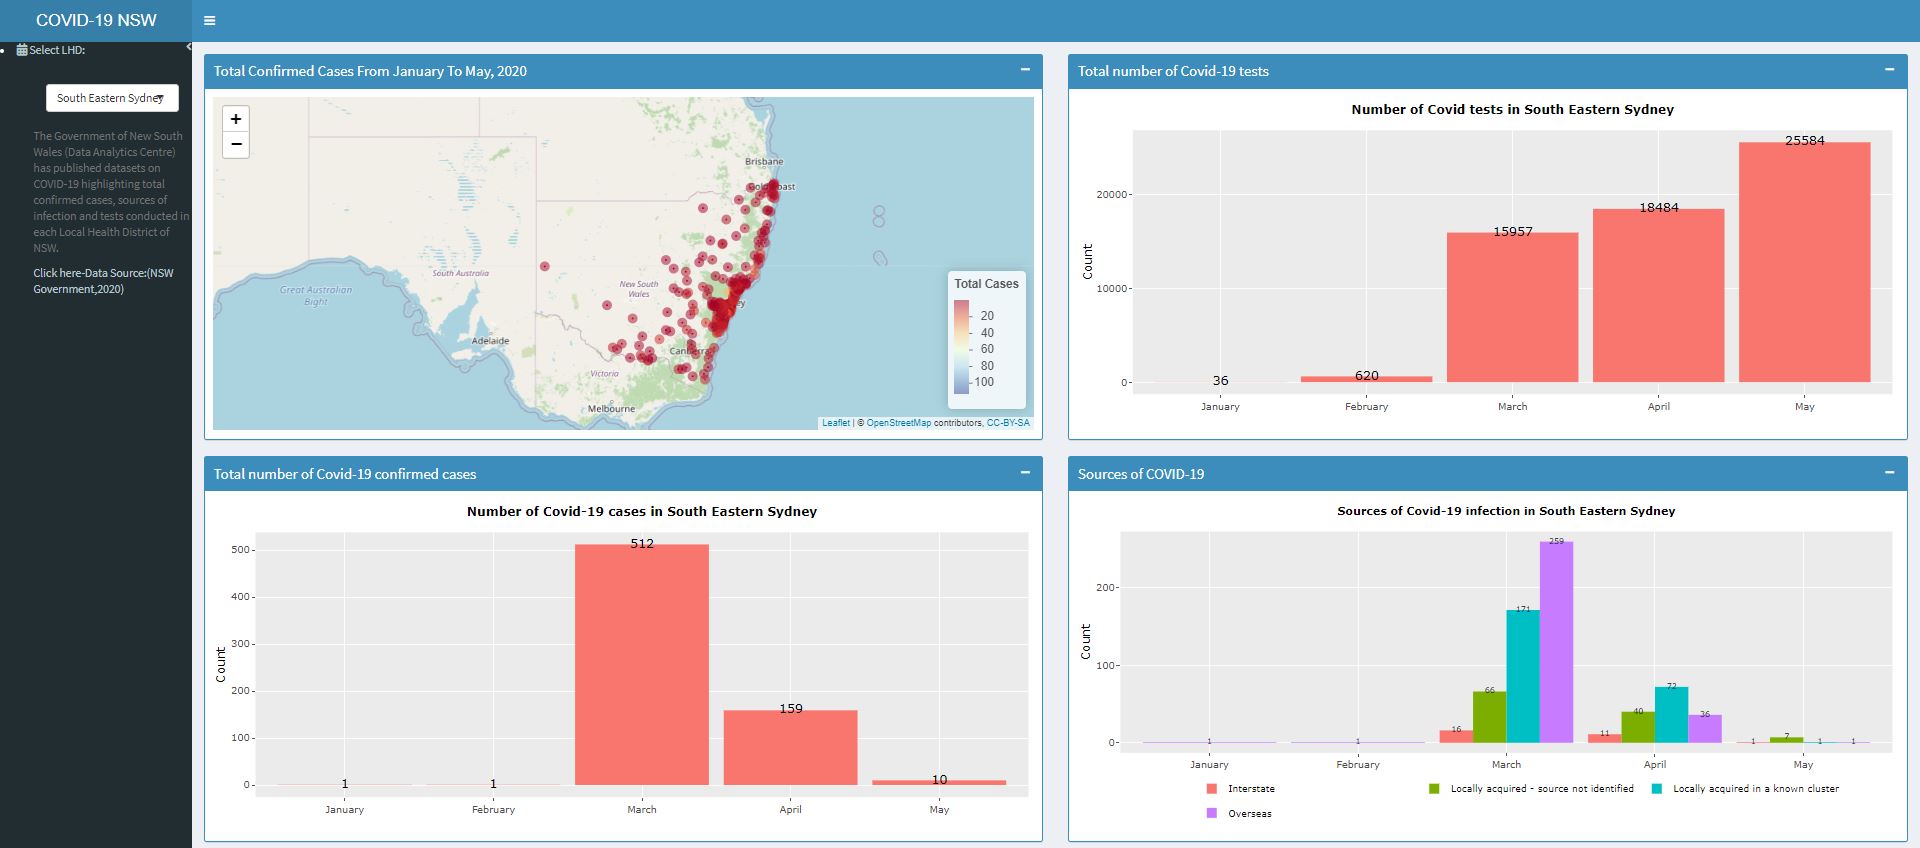 COVID-19 NSW
Select LHD:
South Eastern Sydney
The Government of New South
Wales (Data Analytics Centre)
has published datasets on
COVID-19 highlighting total
confirmed cases, sources of
infection and tests conducted in
each Local Health District of
NSW.
Click here-Data Source:(NSW
Government,2020)
Total Confirmed Cases From January To May, 2020
+
−
Brisbane
Gold Coast
South Australia
New South
Wales
Great Australian
Bight
Adelaide
Canberra
Victoria
Melbourne
Total Cases
20
40
60
80
100
Leaflet | © OpenStreetMap contributors, CC-BY-SA
Total number of Covid-19 tests
Number of Covid tests in South Eastern Sydney
Count
20000
10000
0
36
620
15957
18484
25584
January
February
March
April
May
Total number of Covid-19 confirmed cases
Number of Covid-19 cases in South Eastern Sydney
Count
500
400
300
200
100
0
1
1
512
159
10
January
February
March
April
May
Sources of COVID-19
Sources of Covid-19 infection in South Eastern Sydney
Count
200
100
0
1
1
16
66
171
259
11
40
72
36
1
7
1
1
January
February
March
April
May
Interstate
Locally acquired - source not identified
Locally acquired in a known cluster
Overseas